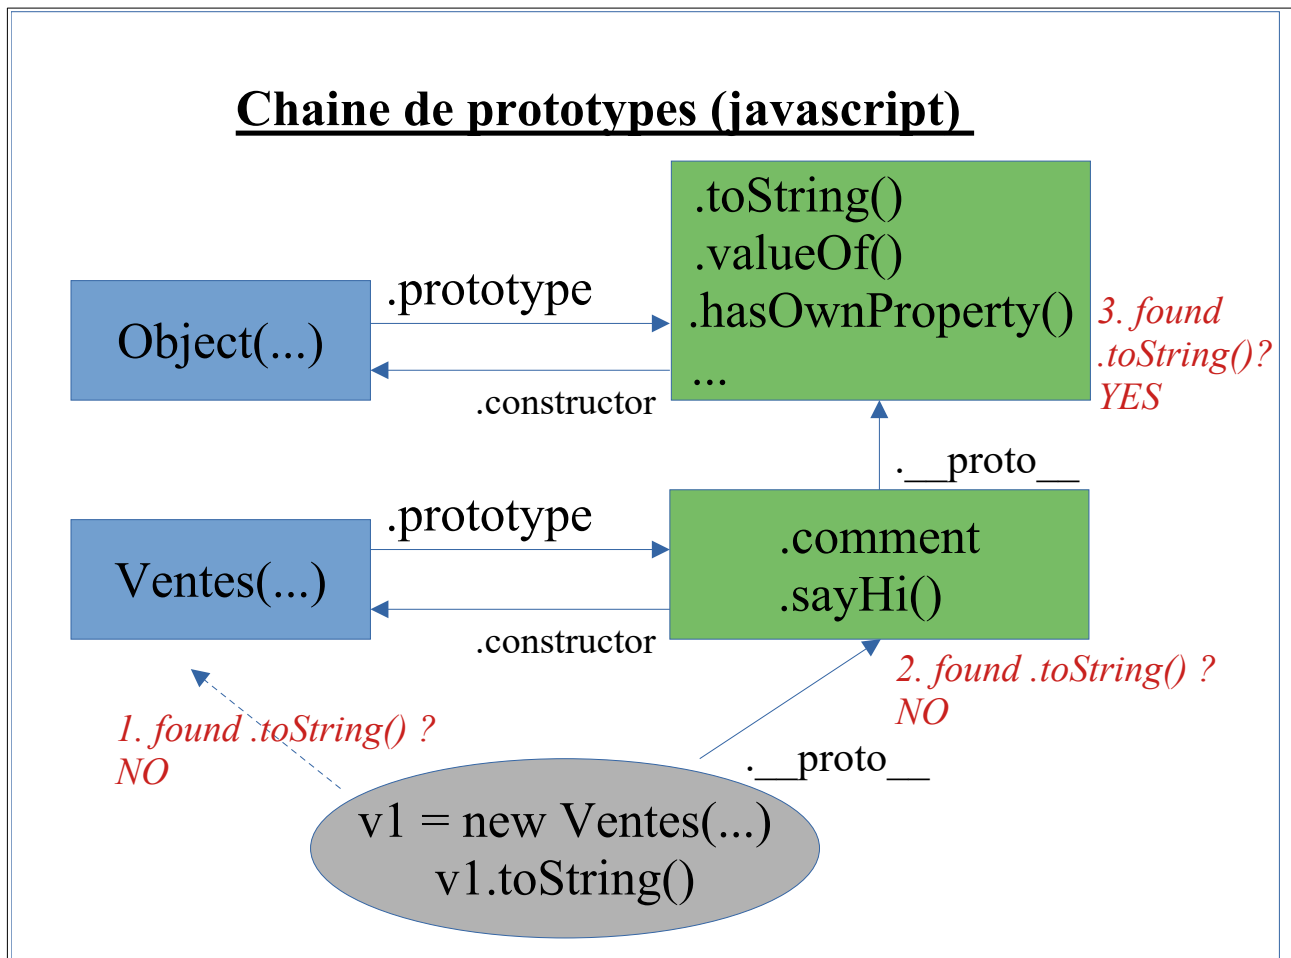 Chaine de prototypes (javascript)
.toString()
.valueOf()
.hasOwnProperty()
...
Object(...)
.prototype
.constructor
3. found
.toString()?
YES
.__proto__
Ventes(...)
.prototype
.constructor
.comment
.sayHi()
2. found .toString() ?
NO
1. found .toString() ?
NO
.__proto__
v1 = new Ventes(...)
v1.toString()